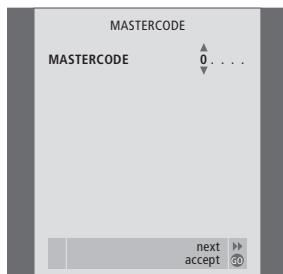 MASTERCODE
MASTERCODE 0 . . . .
next
accept GO